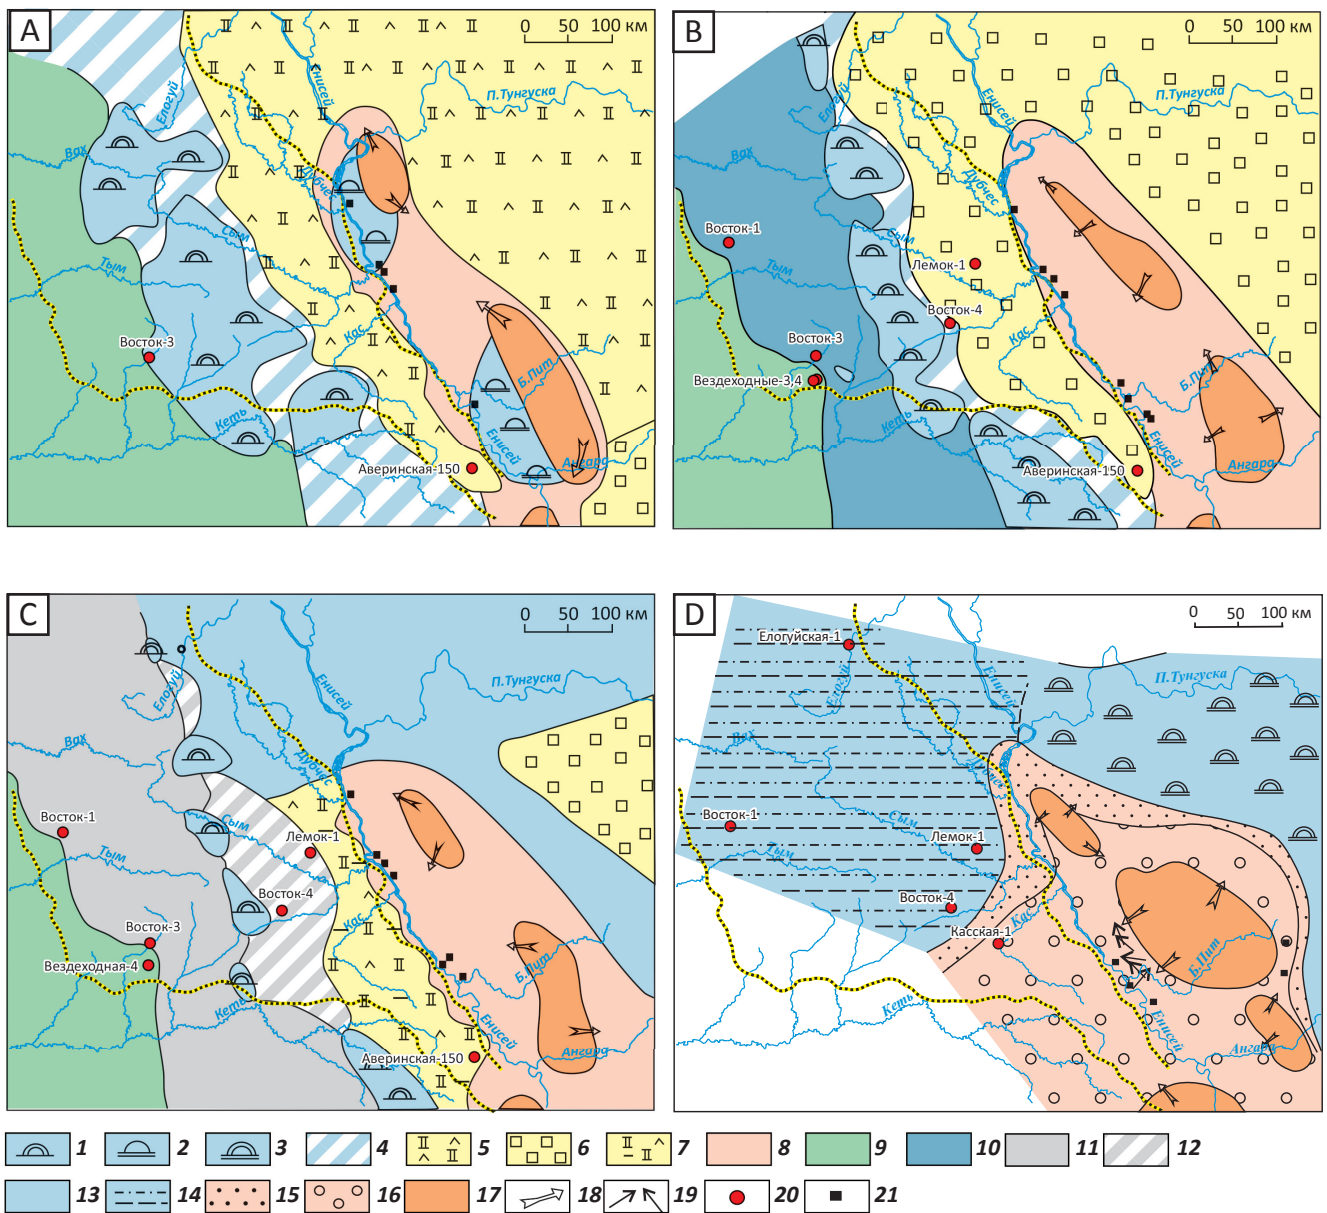 A
0 50 100 км
Енисей
Елогуй
П.Тунгуска
Вах
Дубчес
Сым
Тым
Восток-3
Кас
Б.Пит
Кеть
Енисей
Аверинская-150
Ангара
B
0 50 100 км
Енисей
Елогуй
П.Тунгуска
Вах
Дубчес
Восток-1
Сым
Тым
Лемок-1
Восток-4
Кас
Восток-3
Вездеходные-3,4
Б.Пит
Кеть
Енисей
Аверинская-150
Ангара
C
0 50 100 км
Енисей
Елогуй
П.Тунгуска
Вах
Дубчес
Восток-1
Сым
Лемок-1
Тым
Восток-4
Кас
Восток-3
Вездеходная-4
Б.Пит
Кеть
Енисей
Аверинская-150
Ангара
D
0 50 100 км
Елогуйская-1
Енисей
Елогуй
П.Тунгуска
Вах
Восток-1
Сым
Лемок-1
Тым
Восток-4
Кас
Касская-1
Б.Пит
Кеть
Енисей
Ангара
1 2 3 4 5 6 7 8 9 10 11 12
13 14 15 16 17 18 19 20 21